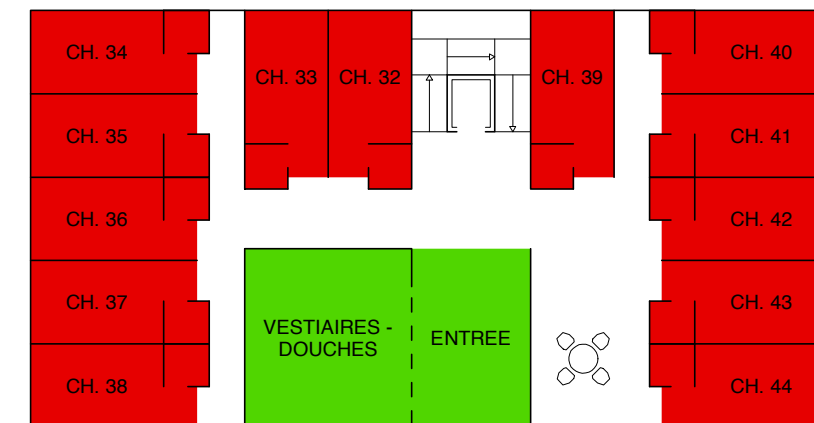 CH. 34
CH. 33
CH. 32
CH. 39
CH. 40
CH. 35
CH. 41
CH. 36
CH. 42
CH. 37
CH. 43
VESTIAIRES -
DOUCHES
ENTREE
CH. 38
CH. 44